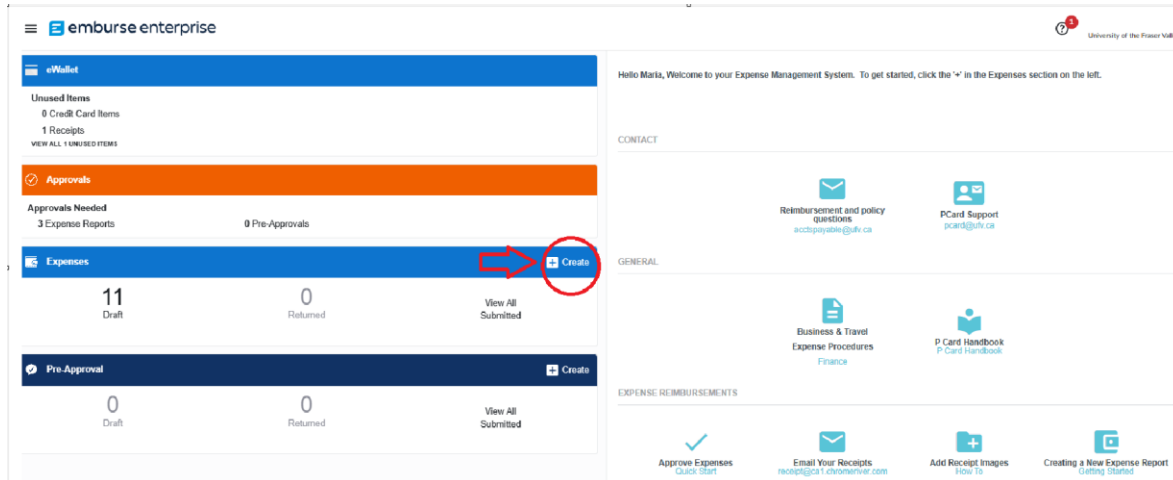 emburse enterprise
1
University of the Fraser Vall
eWallet
Unused Items
0 Credit Card Items
1 Receipts
VIEW ALL 1 UNUSED ITEMS
Approvals
Approvals Needed
3 Expense Reports
0 Pre-Approvals
Expenses
Create
11
Draft
0
Returned
View All
Submitted
Pre-Approval
Create
0
Draft
0
Returned
View All
Submitted
Hello Maria, Welcome to your Expense Management System. To get started, click the '+' in the Expenses section on the left.
CONTACT
Reimbursement and policy
questions
acctspayable@ufv.ca
PCard Support
pcard@ufv.ca
GENERAL
Business & Travel
Expense Procedures
Finance
P Card Handbook
P Card Handbook
EXPENSE REIMBURSEMENTS
Approve Expenses
Quick Start
Email Your Receipts
receipt@ca1.chromeriver.com
Add Receipt Images
How To
Creating a New Expense Report
Getting Started